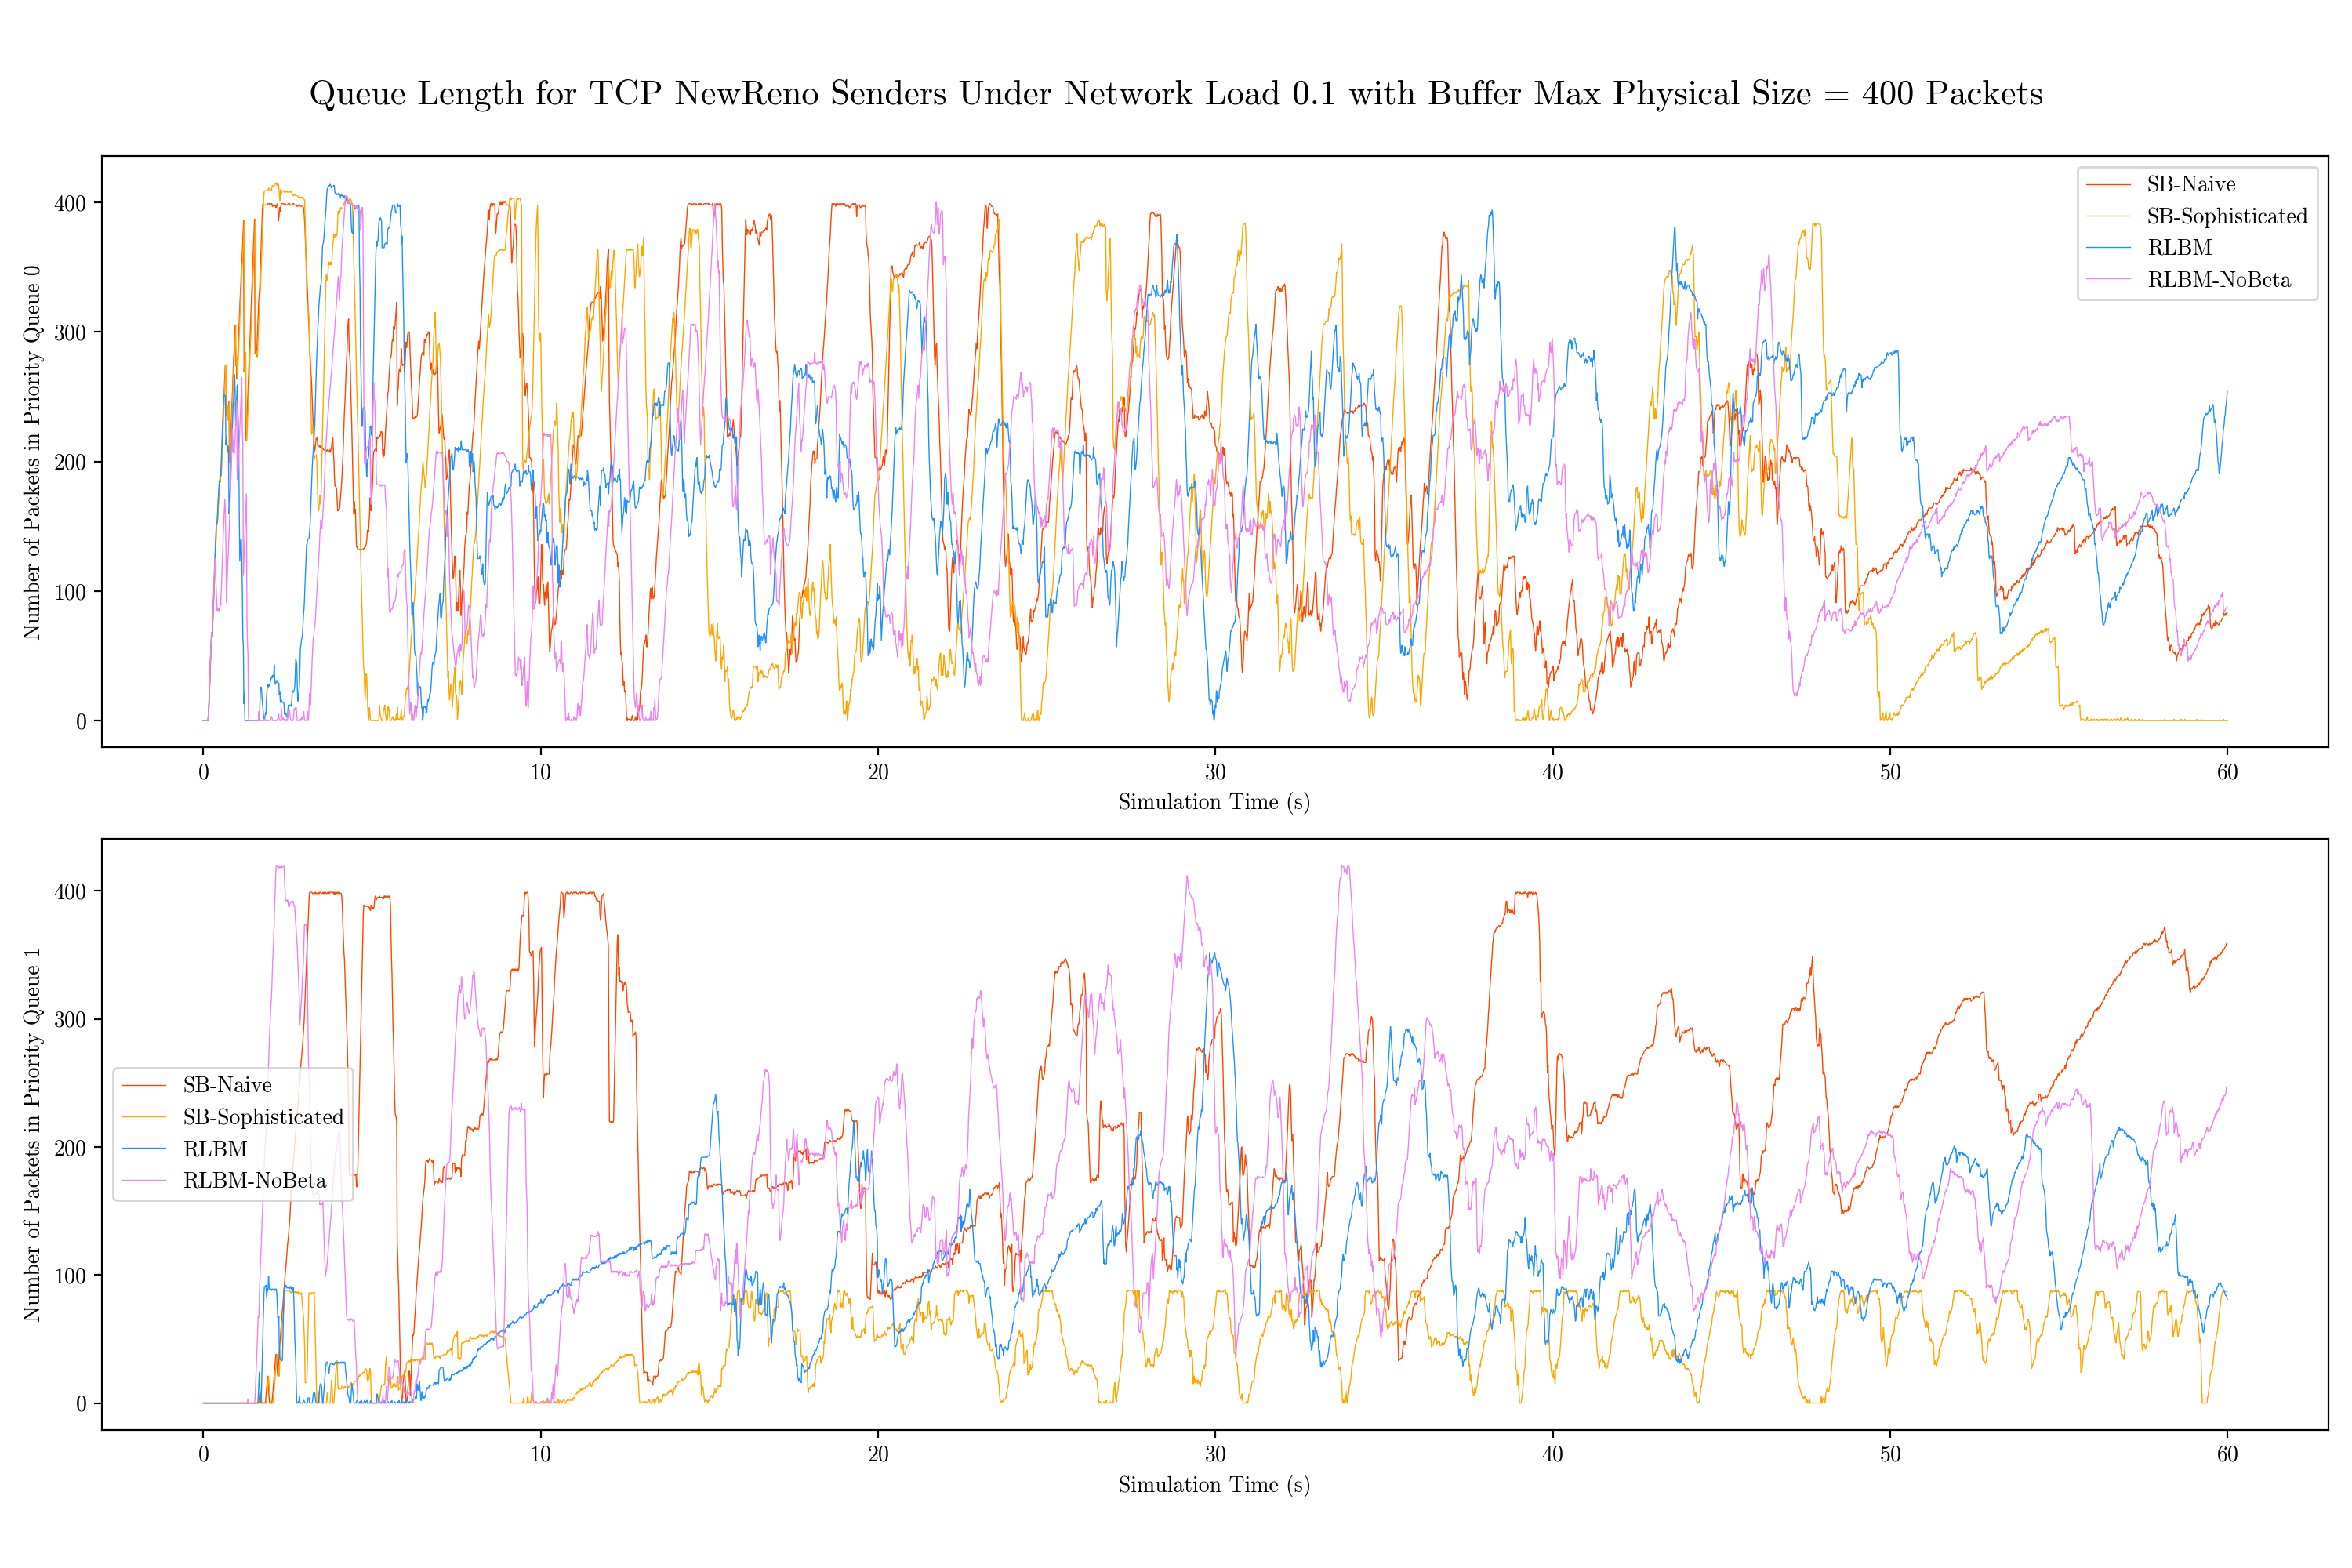 Queue Length for TCP NewReno Senders Under Network Load 0.1 with Buffer Max Physical Size = 400 Packets
Number of Packets in Priority Queue 0
400
300
200
100
0
SB-Naive
SB-Sophisticated
RLBM
RLBM-NoBeta
0 10 20 30 40 50 60
Simulation Time (s)
Number of Packets in Priority Queue 1
400
300
200
100
0
SB-Naive
SB-Sophisticated
RLBM
RLBM-NoBeta
0 10 20 30 40 50 60
Simulation Time (s)